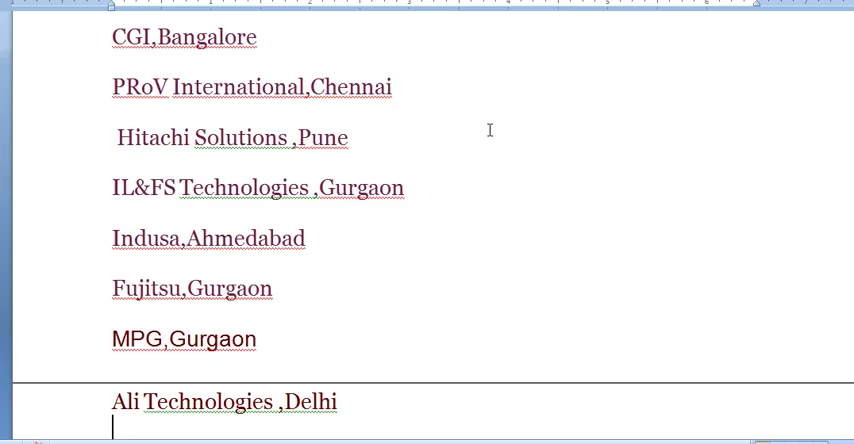 CGI,Bangalore
PRoV International,Chennai
Hitachi Solutions ,Pune
IL&FS Technologies ,Gurgaon
Indusa,Ahmedabad
Fujitsu,Gurgaon
MPG,Gurgaon
Ali Technologies ,Delhi